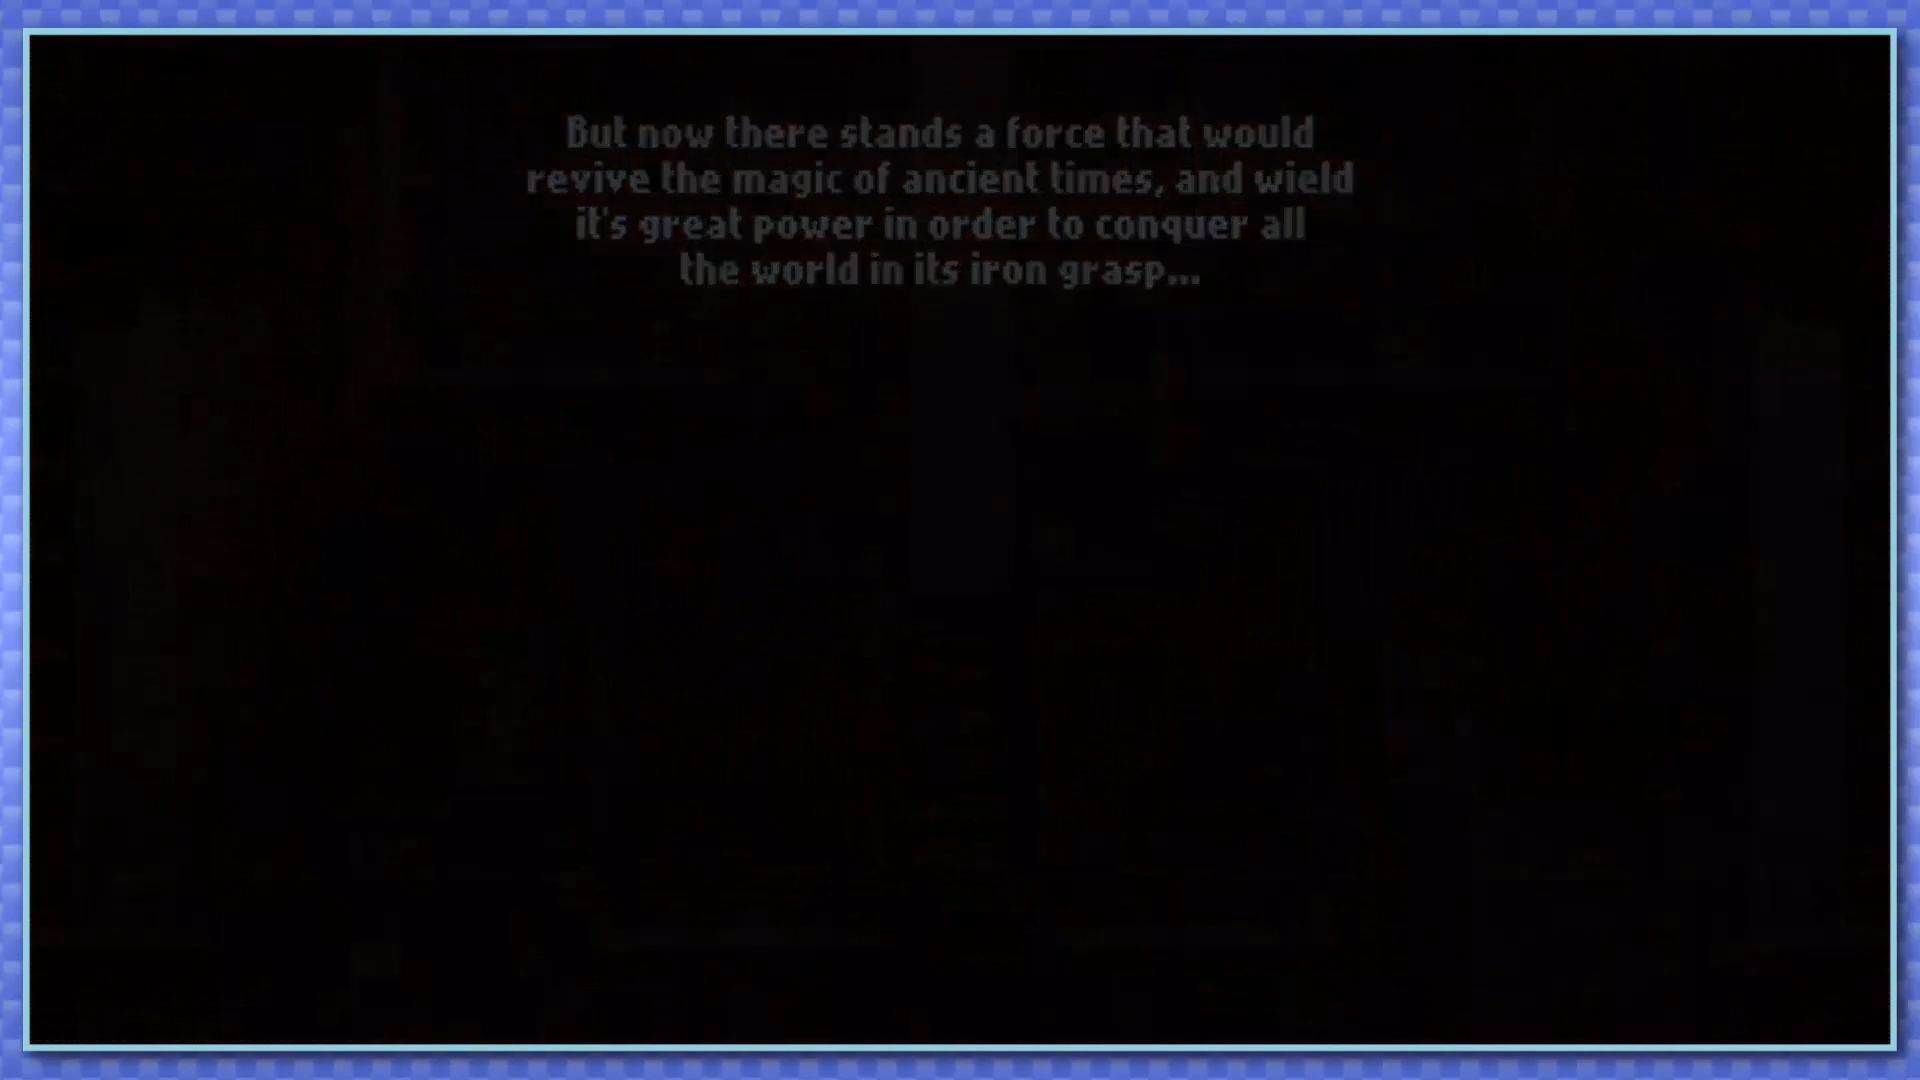 But now there stands a force that would
revive the magic of ancient times, and wield
it's great power in order to conquer all
the world in its iron grasp...